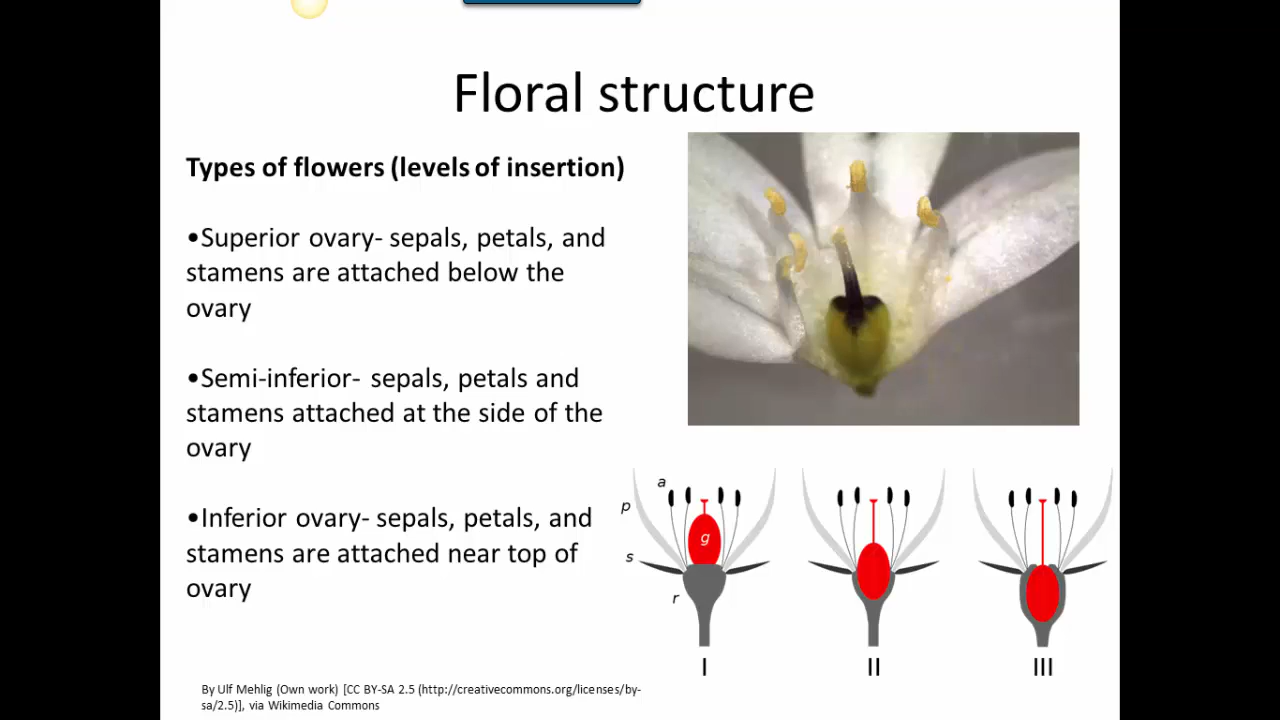 Floral structure
Types of flowers (levels of insertion)
•Superior ovary- sepals, petals, and
stamens are attached below the
ovary
•Semi-inferior- sepals, petals and
stamens attached at the side of the
ovary
•Inferior ovary- sepals, petals, and
stamens are attached near top of
ovary
a
p
g
s
r
I II III
By Ulf Mehlig (Own work) [CC BY-SA 2.5 (http://creativecommons.org/licenses/by-
sa/2.5)], via Wikimedia Commons